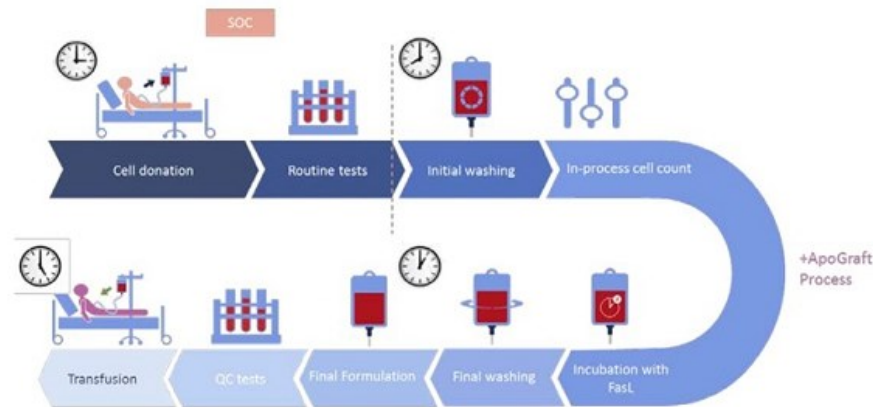 SOC
Cell donation
Routine tests
Initial washing
In-process cell count
+ApoGraft
Process
Incubation with
FasL
Final washing
Final Formulation
QC tests
Transfusion